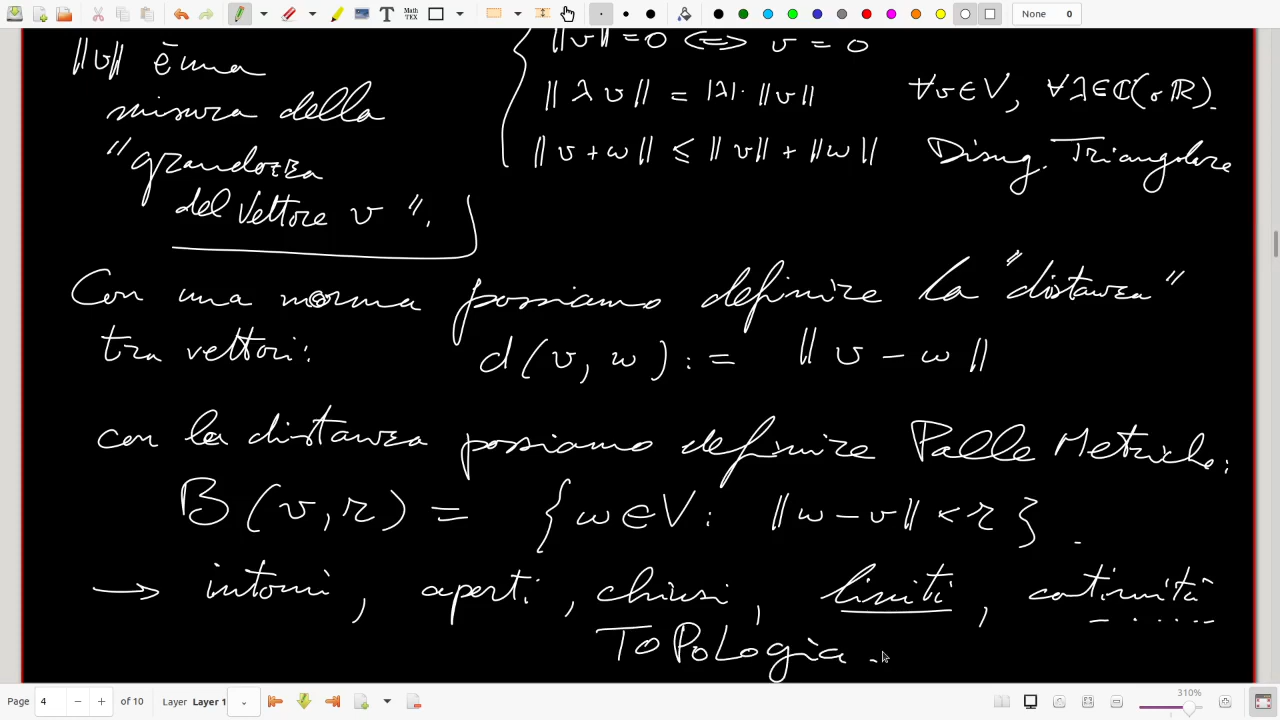 None 0
‖v‖ è una
misura della
"grandezza
del vettore v".
‖v‖ = 0 ⟺ v = 0
‖λv‖ = |λ|·‖v‖ ∀v∈V, ∀λ∈ℂ(o ℝ).
‖v+w‖ ≤ ‖v‖ + ‖w‖ Disug. Triangolare
Con una norma possiamo definire la "distanza"
tra vettori: d(v, w) := ‖v - w‖
con la distanza possiamo definire Palle Metriche:
B(v, r) = {w∈V: ‖w - v‖ < r}.
→ intorni, aperti, chiusi, limiti, continuità
TOPOLogia.
Page 4 of 10 Layer Layer 1 310%